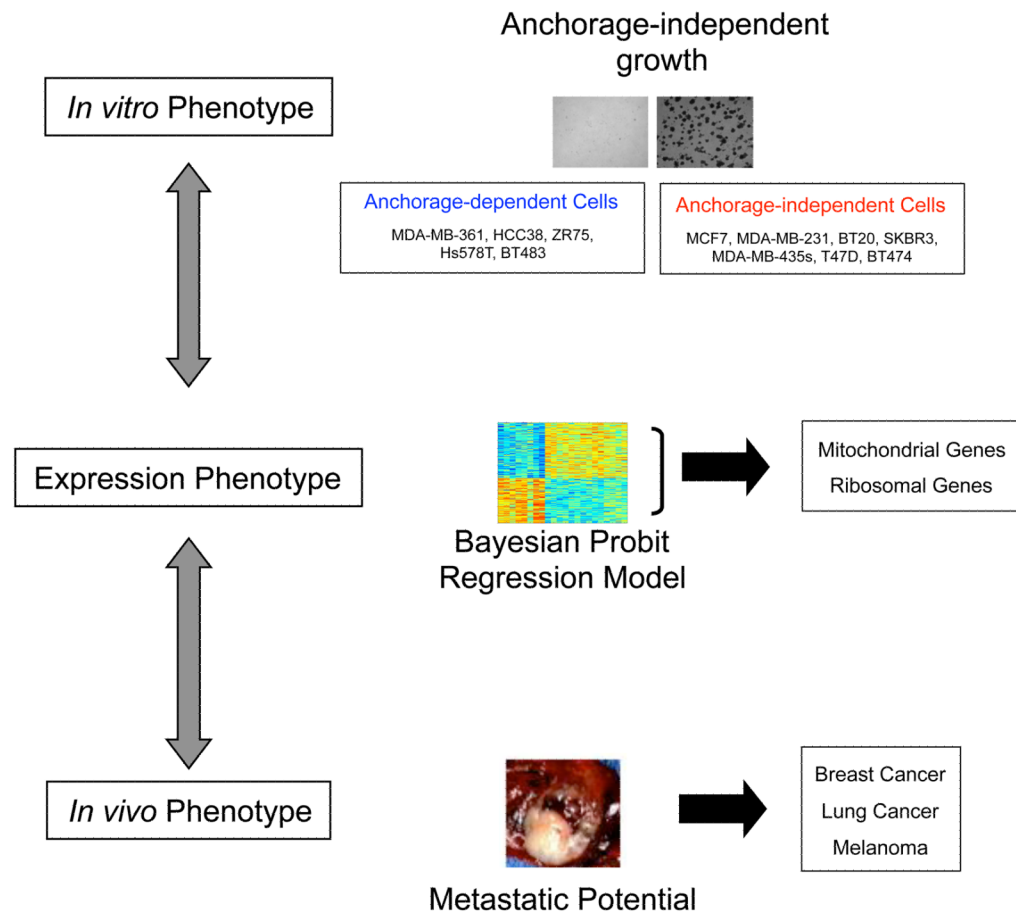 Anchorage-independent
growth
In vitro Phenotype
Anchorage-dependent Cells
MDA-MB-361, HCC38, ZR75,
Hs578T, BT483
Anchorage-independent Cells
MCF7, MDA-MB-231, BT20, SKBR3,
MDA-MB-435s, T47D, BT474
Expression Phenotype
Bayesian Probit
Regression Model
Mitochondrial Genes
Ribosomal Genes
In vivo Phenotype
Metastatic Potential
Breast Cancer
Lung Cancer
Melanoma